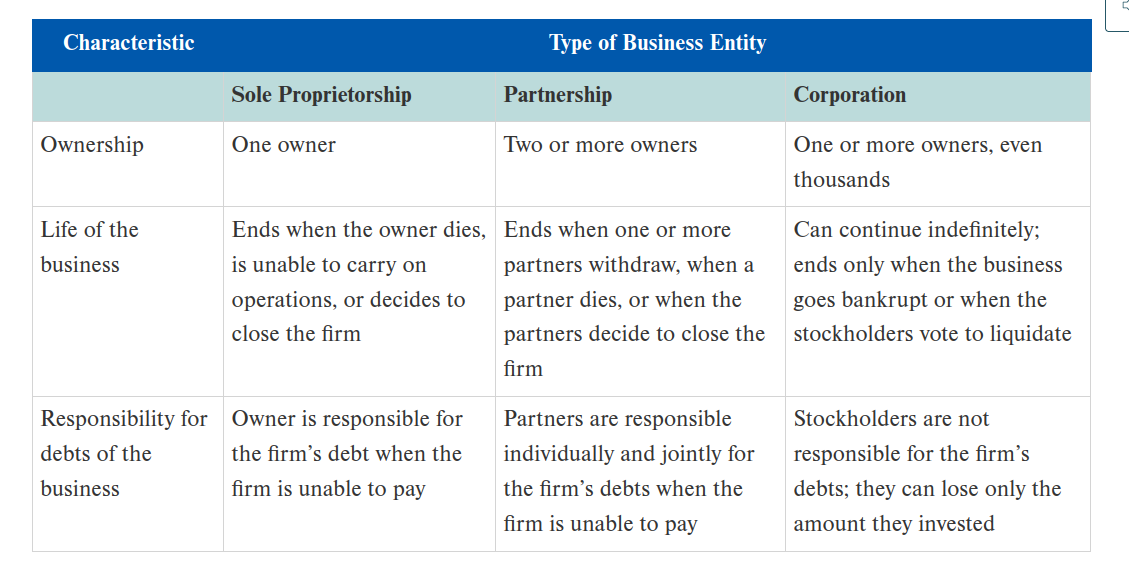 Characteristic
Type of Business Entity
Sole Proprietorship
Partnership
Corporation
Ownership
One owner
Two or more owners
One or more owners, even
thousands
Life of the
business
Ends when the owner dies,
is unable to carry on
operations, or decides to
close the firm
Ends when one or more
partners withdraw, when a
partner dies, or when the
partners decide to close the
firm
Can continue indefinitely;
ends only when the business
goes bankrupt or when the
stockholders vote to liquidate
Responsibility for
debts of the
business
Owner is responsible for
the firm’s debt when the
firm is unable to pay
Partners are responsible
individually and jointly for
the firm’s debts when the
firm is unable to pay
Stockholders are not
responsible for the firm’s
debts; they can lose only the
amount they invested